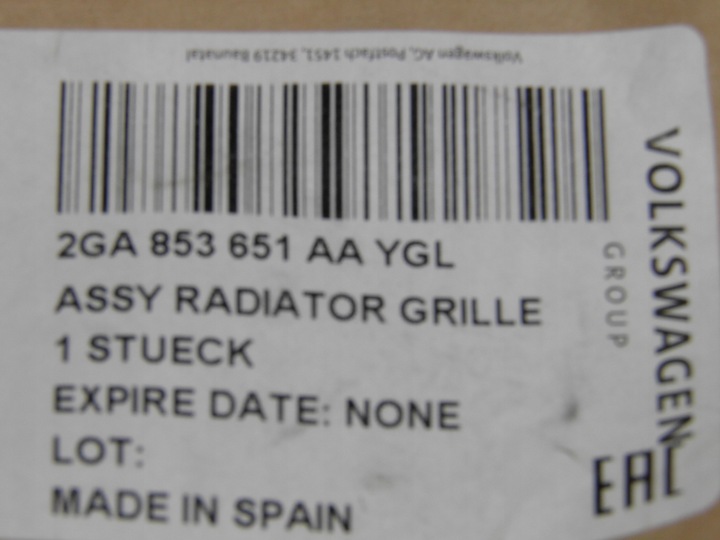 Volkswagen AG, Postfach 1451, 34219 Baunatal
2GA 853 651 AA YGL
ASSY RADIATOR GRILLE
1 STUECK
EXPIRE DATE: NONE
LOT:
MADE IN SPAIN
VOLKSWAGEN
GROUP
EAC